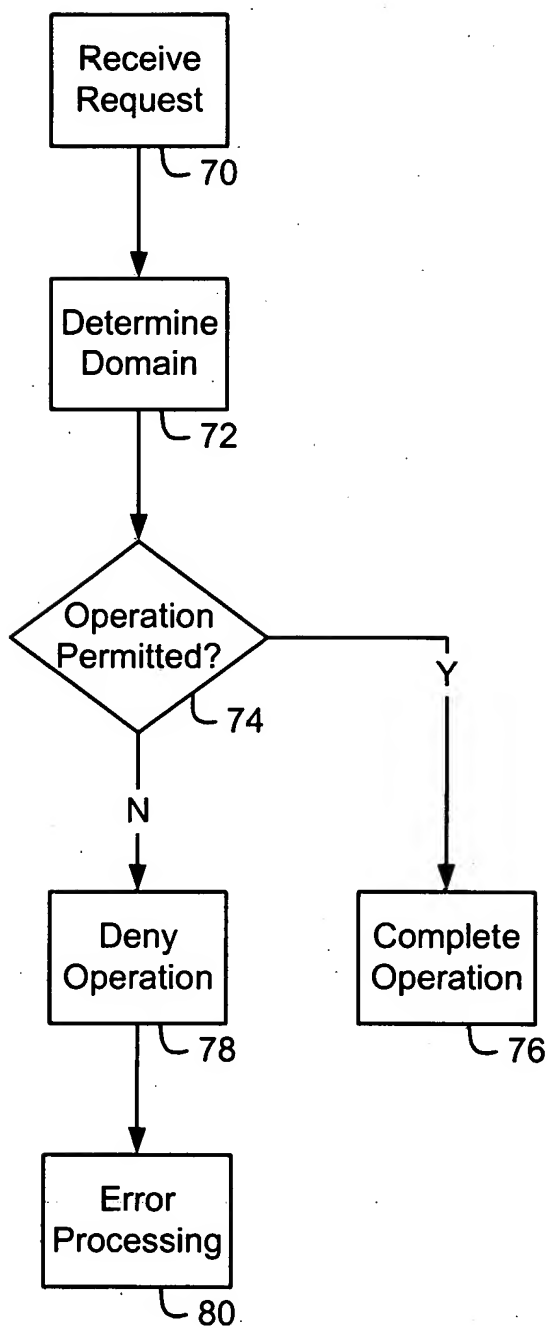 Receive
Request
70
Determine
Domain
72
Operation
Permitted?
74
Y
N
Deny
Operation
78
Complete
Operation
76
Error
Processing
80